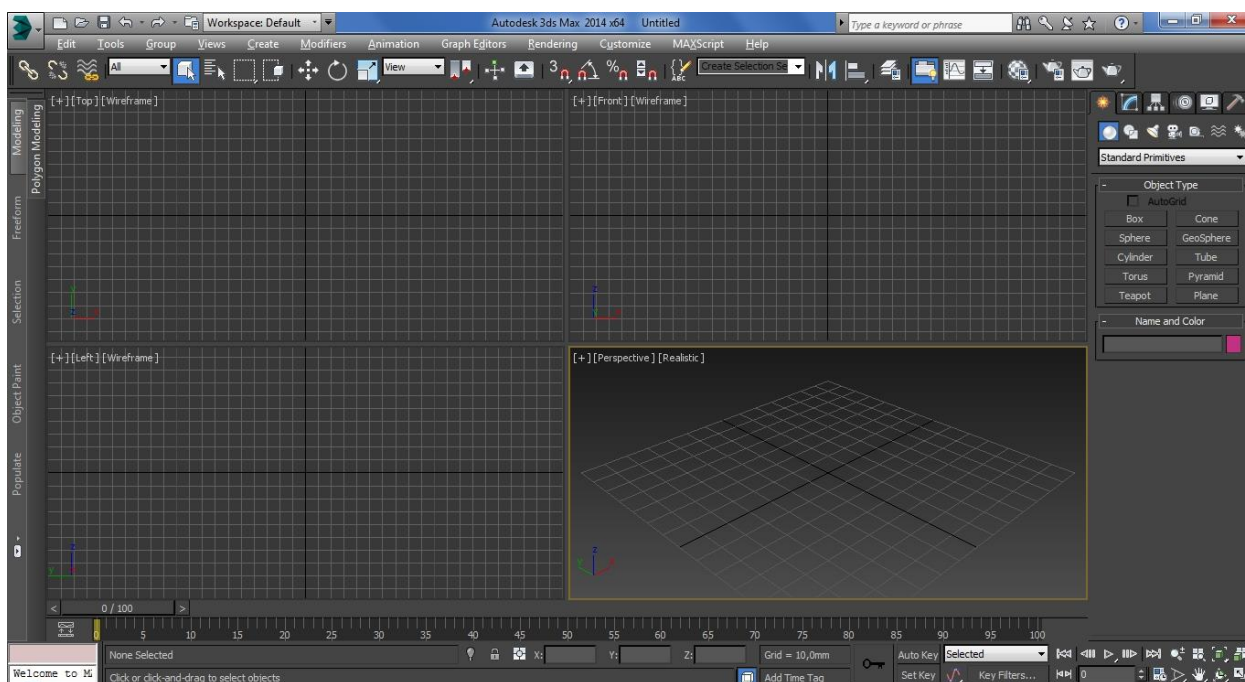 Workspace: Default
Autodesk 3ds Max 2014 x64 Untitled
Type a keyword or phrase
Edit Tools Group Views Create Modifiers Animation Graph Editors Rendering Customize MAXScript Help
All
View
3
ABC
Create Selection Se
Modeling
Freeform
Selection
Object Paint
Populate
Polygon Modeling
[+][Top][Wireframe]
y
z
x
[+][Front][Wireframe]
z
y
x
[+][Left][Wireframe]
z
y
x
[+][Perspective][Realistic]
z
y
x
Standard Primitives
- Object Type
AutoGrid
Box Cone
Sphere GeoSphere
Cylinder Tube
Torus Pyramid
Teapot Plane
- Name and Color
< 0 / 100 >
0 5 10 15 20 25 30 35 40 45 50 55 60 65 70 75 80 85 90 95 100
None Selected X: Y: Z: Grid = 10,0mm Auto Key Selected
Welcome to M
Click or click-and-drag to select objects Add Time Tag Set Key Key Filters... 0